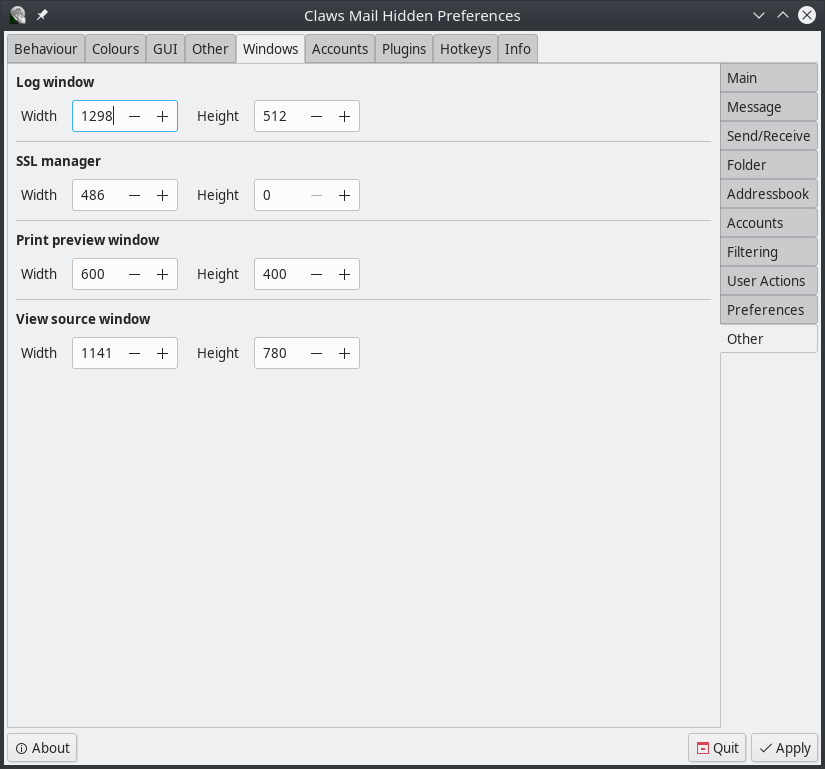 Claws Mail Hidden Preferences
Behaviour Colours GUI Other Windows Accounts Plugins Hotkeys Info
Log window
Width 1298 Height 512
SSL manager
Width 486 Height 0
Print preview window
Width 600 Height 400
View source window
Width 1141 Height 780
Main
Message
Send/Receive
Folder
Addressbook
Accounts
Filtering
User Actions
Preferences
Other
About Quit Apply